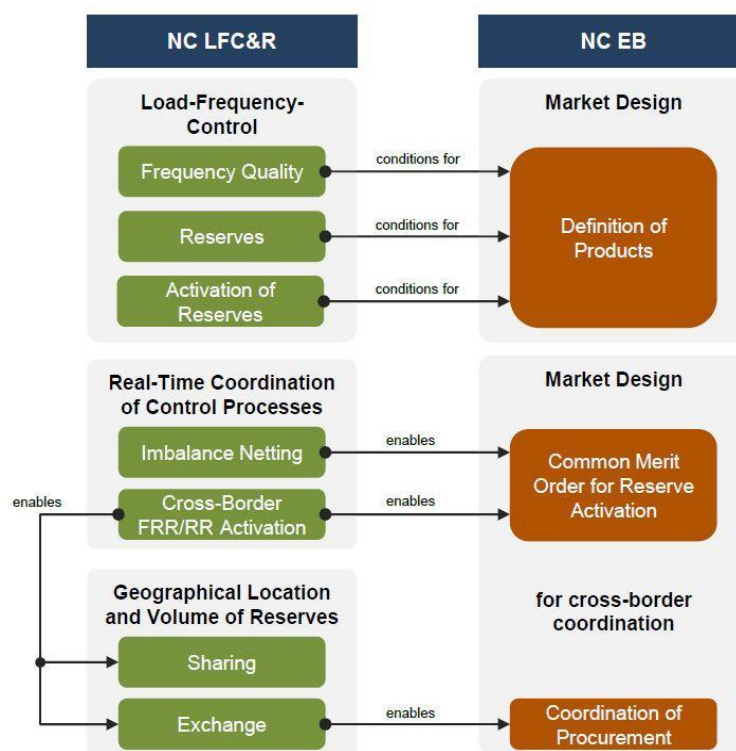 NC LFC&R
NC EB
Load-Frequency-
Control
Frequency Quality
Reserves
Activation of
Reserves
conditions for
conditions for
conditions for
Market Design
Definition of
Products
Real-Time Coordination
of Control Processes
Imbalance Netting
Cross-Border
FRR/RR Activation
enables
enables
enables
Market Design
Common Merit
Order for Reserve
Activation
for cross-border
coordination
Geographical Location
and Volume of Reserves
Sharing
Exchange
enables
Coordination of
Procurement